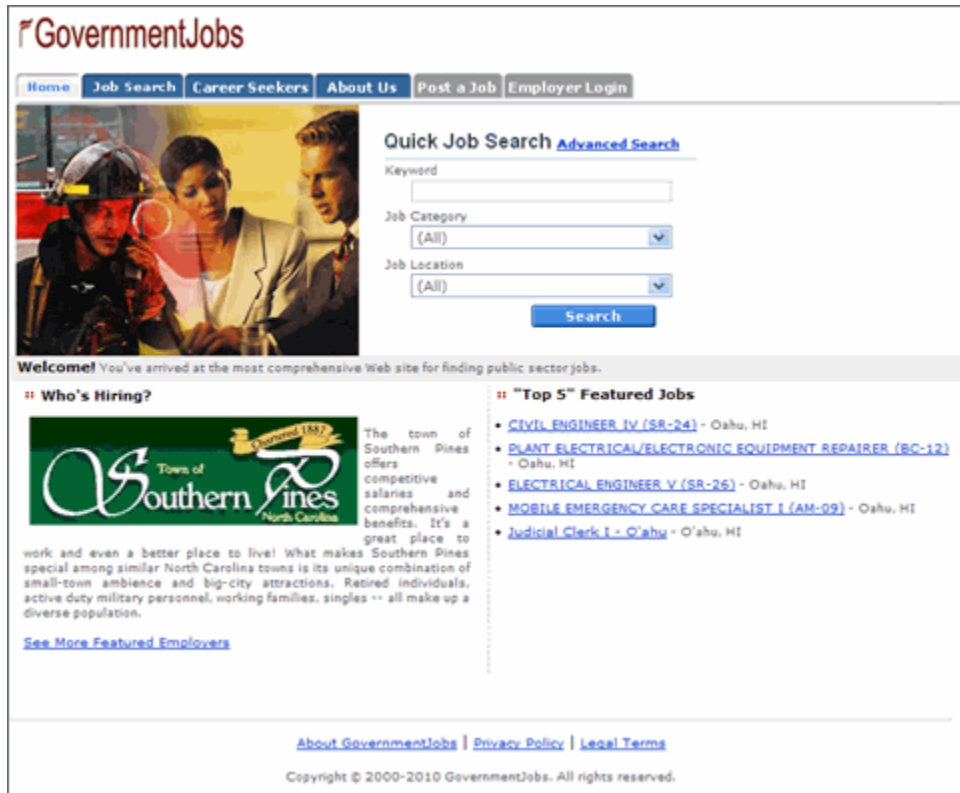 GovernmentJobs
Home Job Search Career Seekers About Us Post a Job Employer Login
Quick Job Search Advanced Search
Keyword
Job Category
(All)
Job Location
(All)
Search
Welcome! You've arrived at the most comprehensive Web site for finding public sector jobs.
Who's Hiring?
Chartered 1887
Town of
Southern Pines
North Carolina
The town of
Southern Pines
offers
competitive
salaries and
comprehensive
benefits. It's a
great place to
work and even a better place to live! What makes Southern Pines
special among similar North Carolina towns is its unique combination of
small-town ambience and big-city attractions. Retired individuals,
active duty military personnel, working families, singles -- all make up a
diverse population.
See More Featured Employers
"Top 5" Featured Jobs
• CIVIL ENGINEER IV (SR-24) - Oahu, HI
• PLANT ELECTRICAL/ELECTRONIC EQUIPMENT REPAIRER (BC-12)
- Oahu, HI
• ELECTRICAL ENGINEER V (SR-26) - Oahu, HI
• MOBILE EMERGENCY CARE SPECIALIST I (AM-09) - Oahu, HI
• Judicial Clerk I - O'ahu - O'ahu, HI
About GovernmentJobs | Privacy Policy | Legal Terms
Copyright © 2000-2010 GovernmentJobs. All rights reserved.